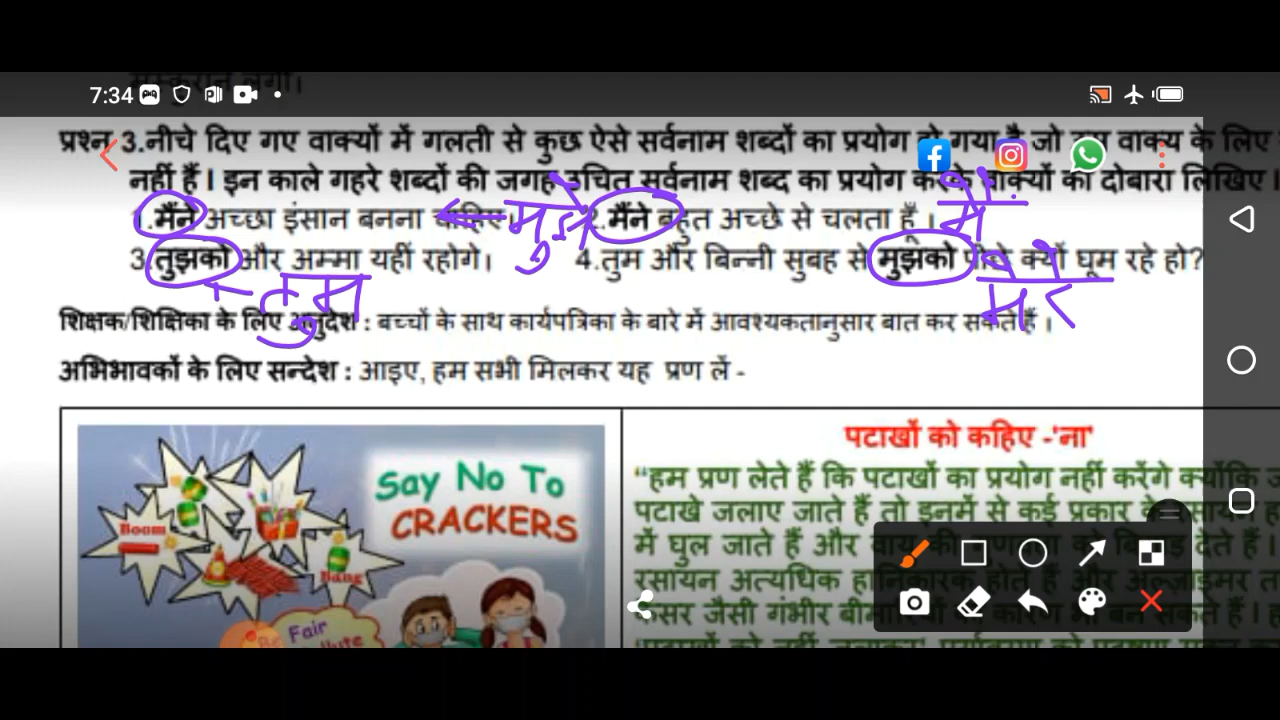 मुस्कुराने लगी।
7:34
प्रश्न 3.नीचे दिए गए वाक्यों में गलती से कुछ ऐसे सर्वनाम शब्दों का प्रयोग हो गया है जो वाक्य के लिए
नहीं हैं। इन काले गहरे शब्दों की जगह उचित सर्वनाम शब्द का प्रयोग करके वाक्यों को दोबारा लिखिए।
1.मैंने अच्छा इंसान बनना चाहिए। मुझे 2.मैंने बहुत अच्छे से चलता हूँ। मैं
3.तुझको और अम्मा यहीं रहोगे। तुम 4.तुम और बिन्नी सुबह से मुझको पीछे क्यों घूम रहे हो? मेरे
शिक्षक/शिक्षिका के लिए अनुदेश : बच्चों के साथ कार्यपत्रिका के बारे में आवश्यकतानुसार बात कर सकते हैं।
अभिभावकों के लिए सन्देश : आइए, हम सभी मिलकर यह प्रण लें -
Say No To
CRACKERS
Boom
Bang
Fair
पटाखों को कहिए -'ना'
“हम प्रण लेते हैं कि पटाखों का प्रयोग नहीं करेंगे क्योंकि
पटाखे जलाए जाते हैं तो इनमें से कई प्रकार के
में घुल जाते हैं और देते हैं।
रसायन अत्यधिक हानिकारक होते हैं और अल्जाइमर
कैंसर जैसी गंभीर